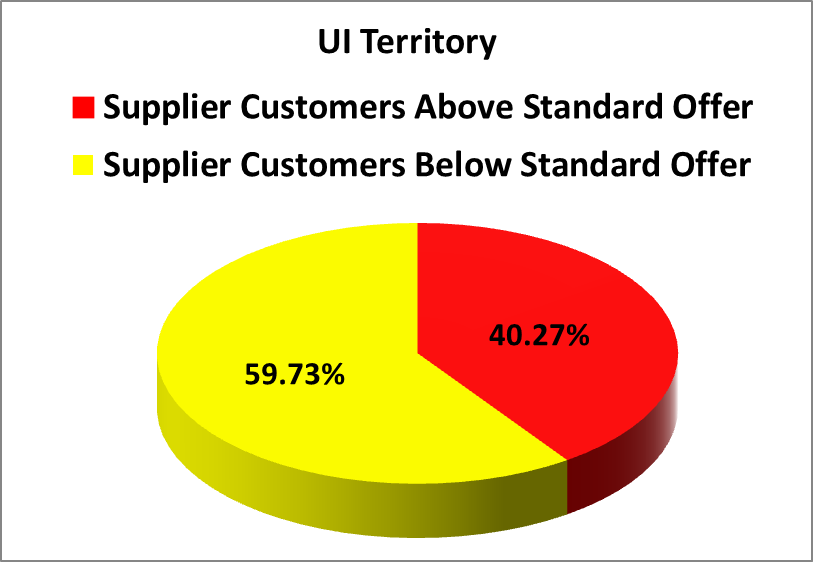 UI Territory
Supplier Customers Above Standard Offer
Supplier Customers Below Standard Offer
40.27%
59.73%